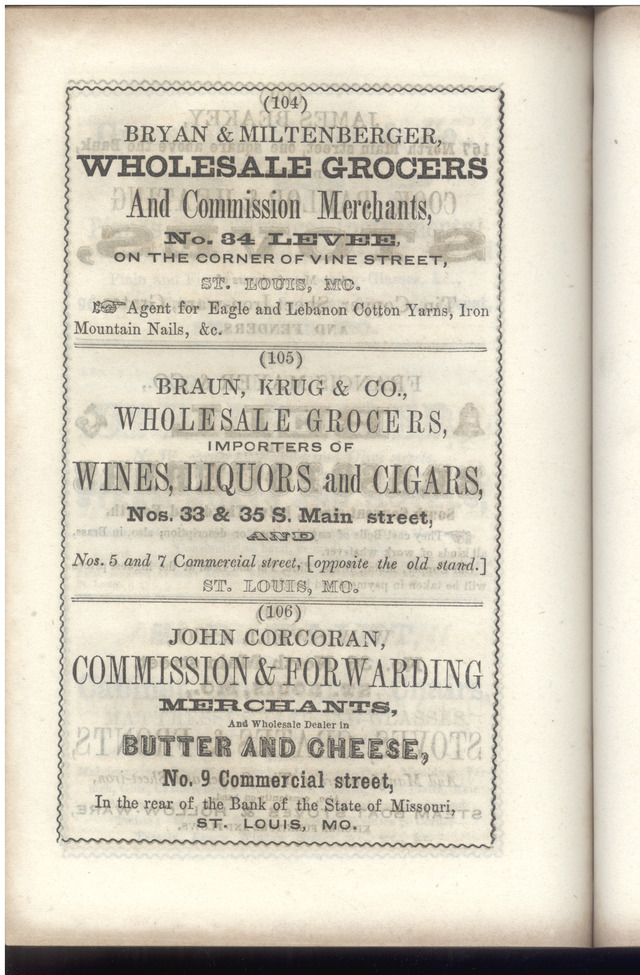 (104)
BRYAN & MILTENBERGER,
WHOLESALE GROCERS
And Commission Merchants,
No. 34 LEVEE,
ON THE CORNER OF VINE STREET,
ST. LOUIS, MO.
☞Agent for Eagle and Lebanon Cotton Yarns, Iron
Mountain Nails, &c.
(105)
BRAUN, KRUG & CO.,
WHOLESALE GROCERS,
IMPORTERS OF
WINES, LIQUORS and CIGARS,
Nos. 33 & 35 S. Main street,
AND
Nos. 5 and 7 Commercial street, [opposite the old stand.]
ST. LOUIS, MO.
(106)
JOHN CORCORAN,
COMMISSION & FORWARDING
MERCHANTS,
And Wholesale Dealer in
BUTTER AND CHEESE,
No. 9 Commercial street,
In the rear of the Bank of the State of Missouri,
ST. LOUIS, MO.